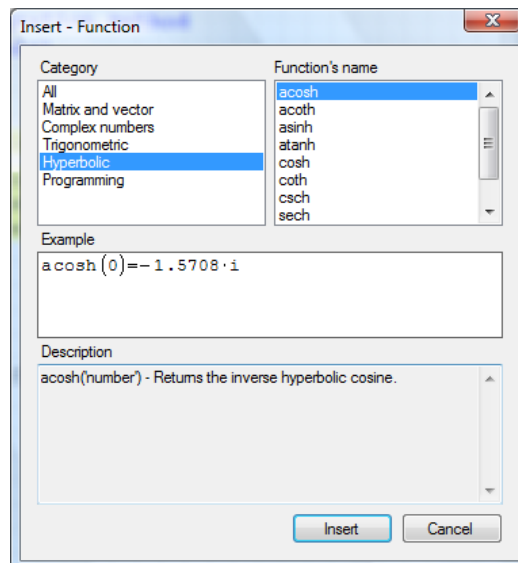 Insert - Function
Category
Function's name
All
Matrix and vector
Complex numbers
Trigonometric
Hyperbolic
Programming
acosh
acoth
asinh
atanh
cosh
coth
csch
sech
Example
acosh(0)=-1.5708·i
Description
acosh('number') - Returns the inverse hyperbolic cosine.
Insert
Cancel